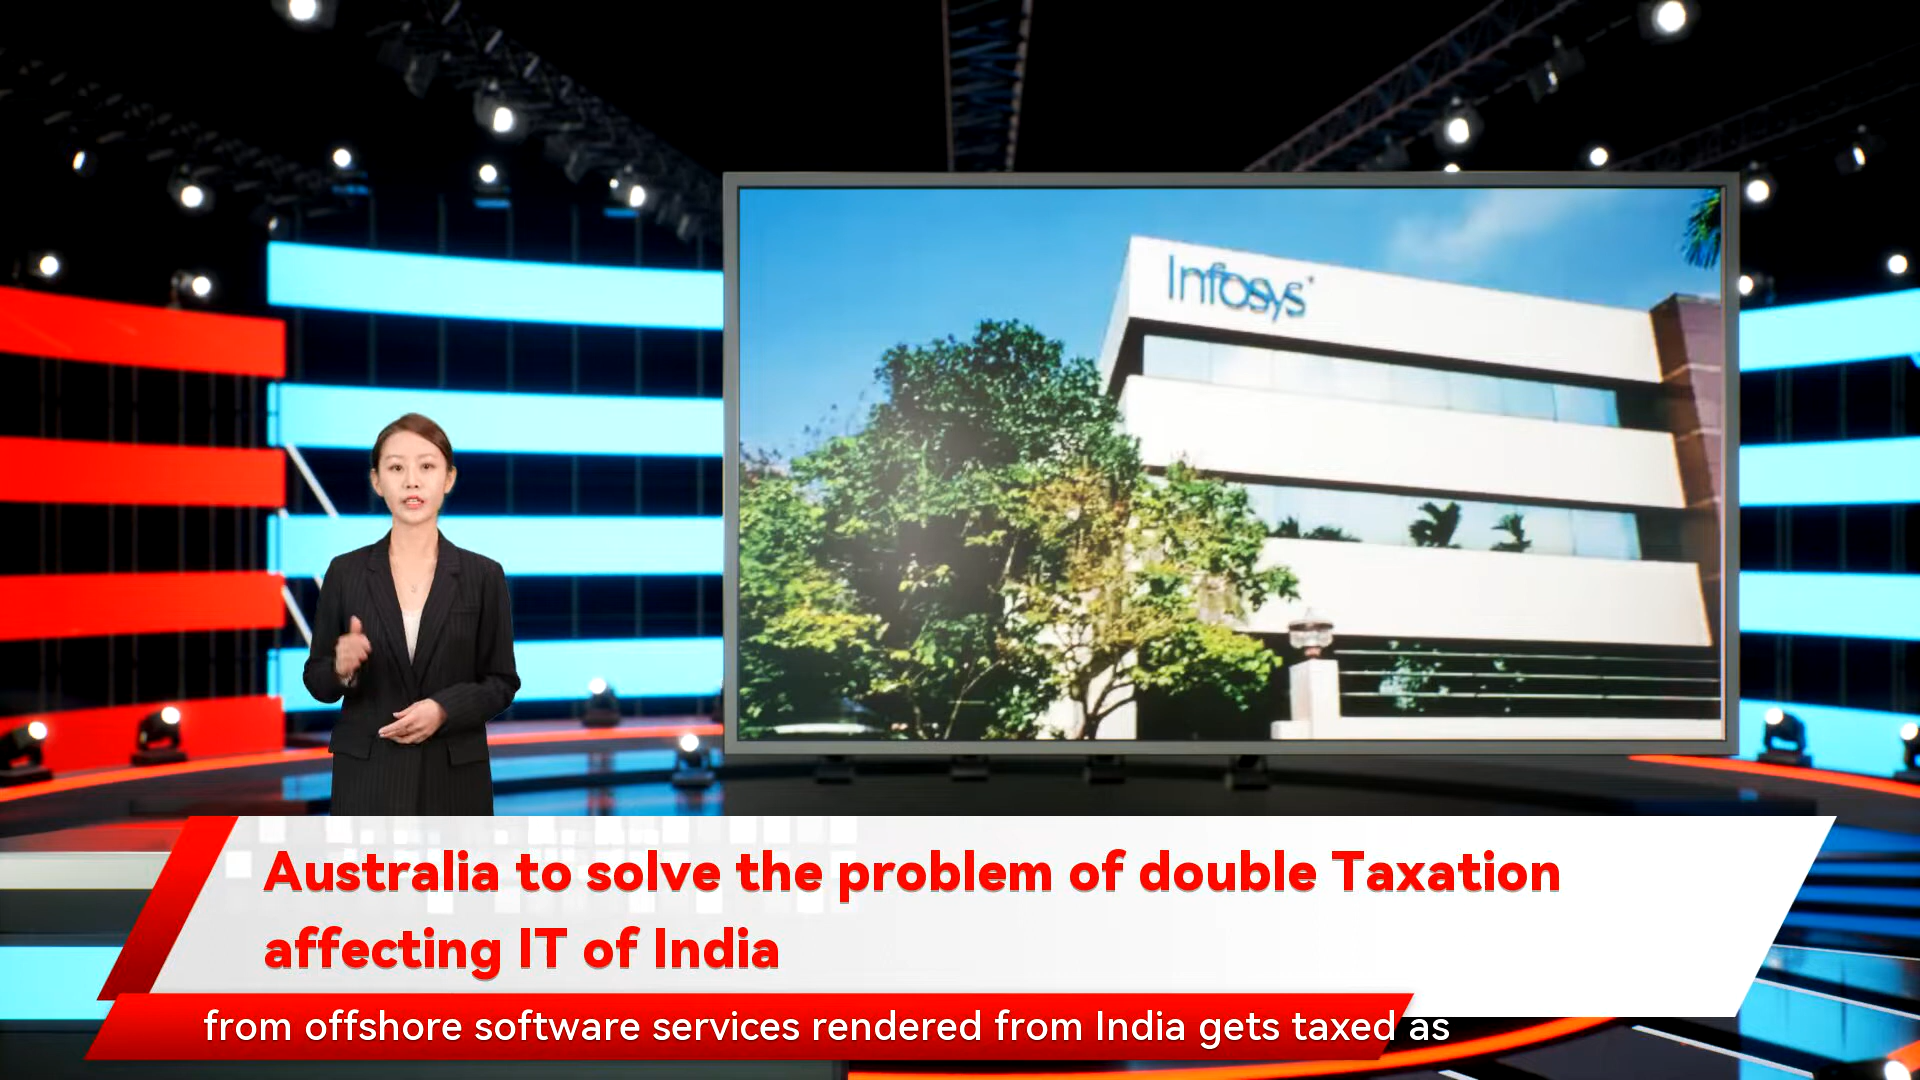 Infosys
Australia to solve the problem of double Taxation
affecting IT of India
from offshore software services rendered from India gets taxed as